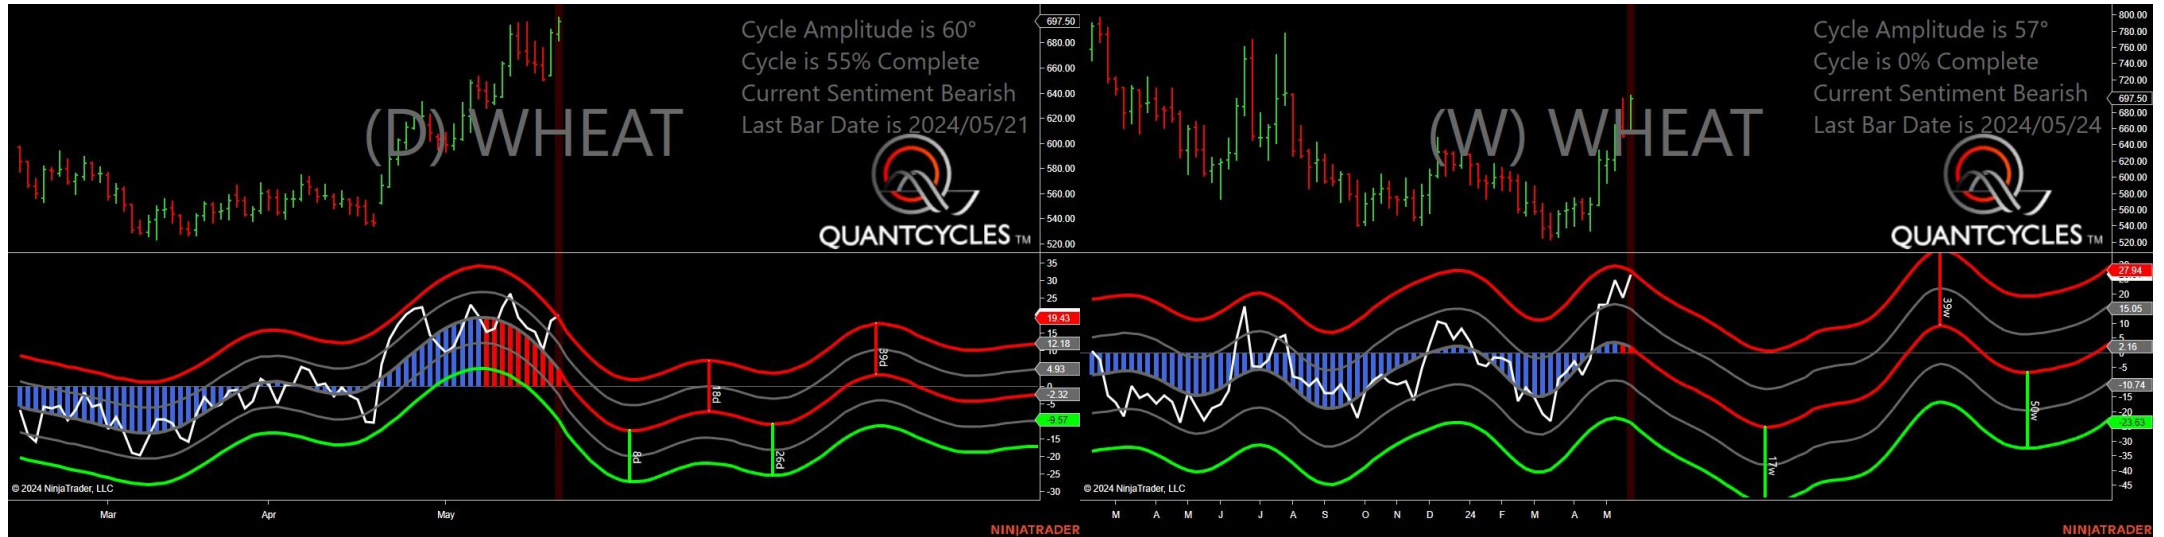 Cycle Amplitude is 60°
Cycle is 55% Complete
Current Sentiment Bearish
Last Bar Date is 2024/05/21
(D) WHEAT
QUANTCYCLES TM
697.50
680.00
660.00
640.00
620.00
600.00
580.00
560.00
540.00
520.00
35
30
25
19.43
15
12.18
4.93
0
-2.32
-5
-9.57
-15
-20
-25
-30
8d
18d
26d
39d
© 2024 NinjaTrader, LLC
Mar
Apr
May
NINJATRADER
Cycle Amplitude is 57°
Cycle is 0% Complete
Current Sentiment Bearish
Last Bar Date is 2024/05/24
(W) WHEAT
QUANTCYCLES TM
800.00
780.00
760.00
740.00
720.00
697.50
680.00
660.00
640.00
620.00
600.00
580.00
560.00
540.00
520.00
27.94
20
15.05
10
5
2.16
-5
-10.74
-15
-20
-23.63
-30
-35
-40
-45
17w
39w
50w
© 2024 NinjaTrader, LLC
M A M J J A S O N D 24 F M A M
NINJATRADER